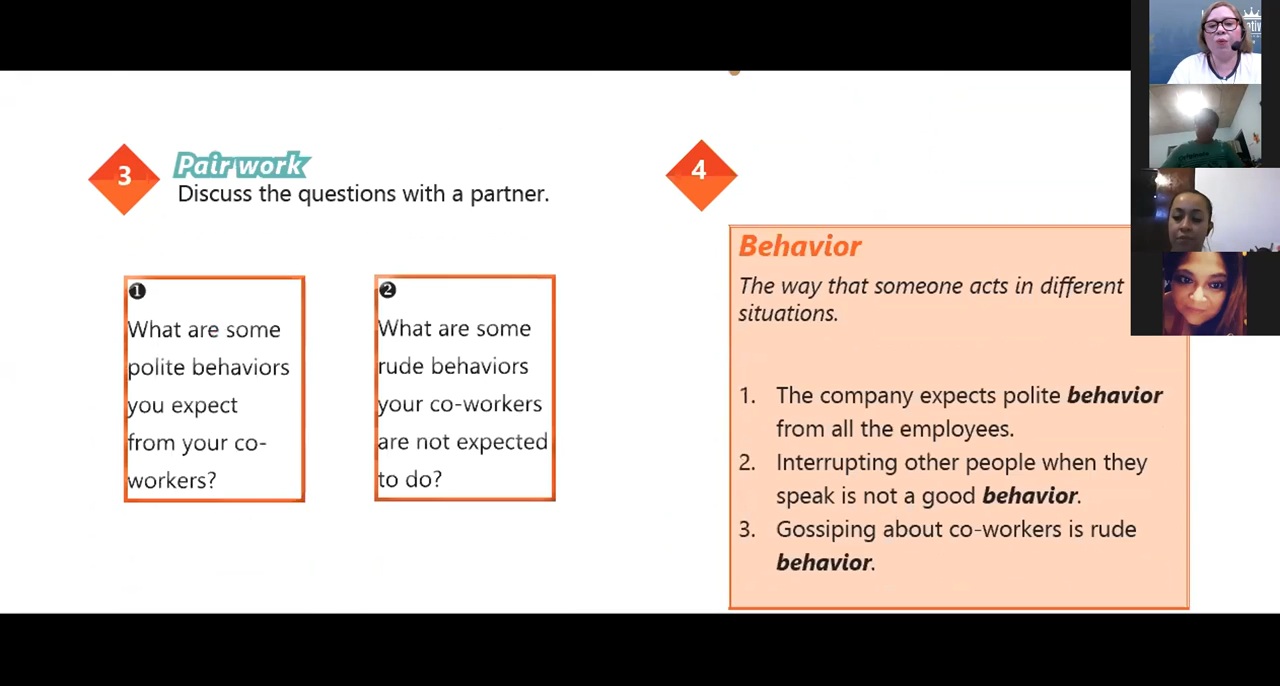 3
Pair work
Discuss the questions with a partner.
❶
What are some
polite behaviors
you expect
from your co-
workers?
❷
What are some
rude behaviors
your co-workers
are not expected
to do?
4
Behavior
The way that someone acts in different
situations.
1. The company expects polite behavior
from all the employees.
2. Interrupting other people when they
speak is not a good behavior.
3. Gossiping about co-workers is rude
behavior.